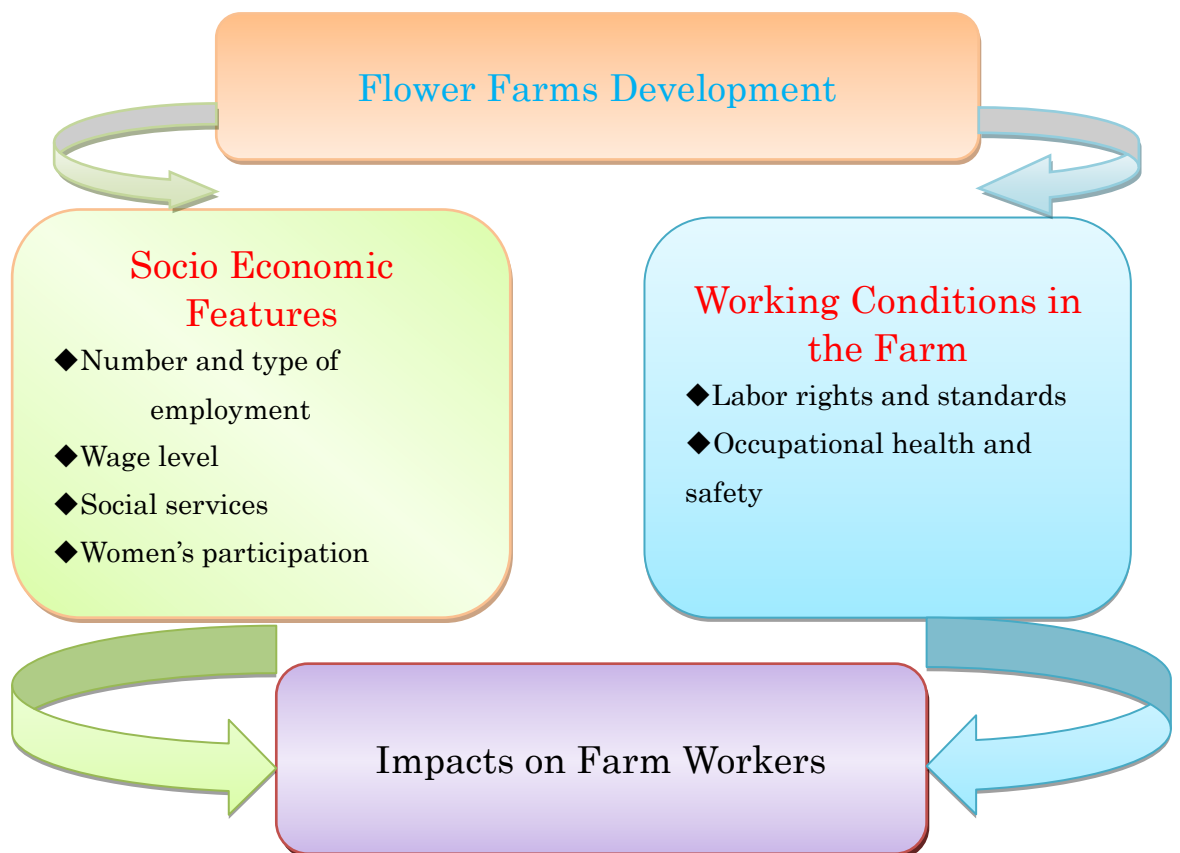 Flower Farms Development
Socio Economic
Features
◆Number and type of
employment
◆Wage level
◆Social services
◆Women’s participation
Working Conditions in
the Farm
◆Labor rights and standards
◆Occupational health and
safety
Impacts on Farm Workers